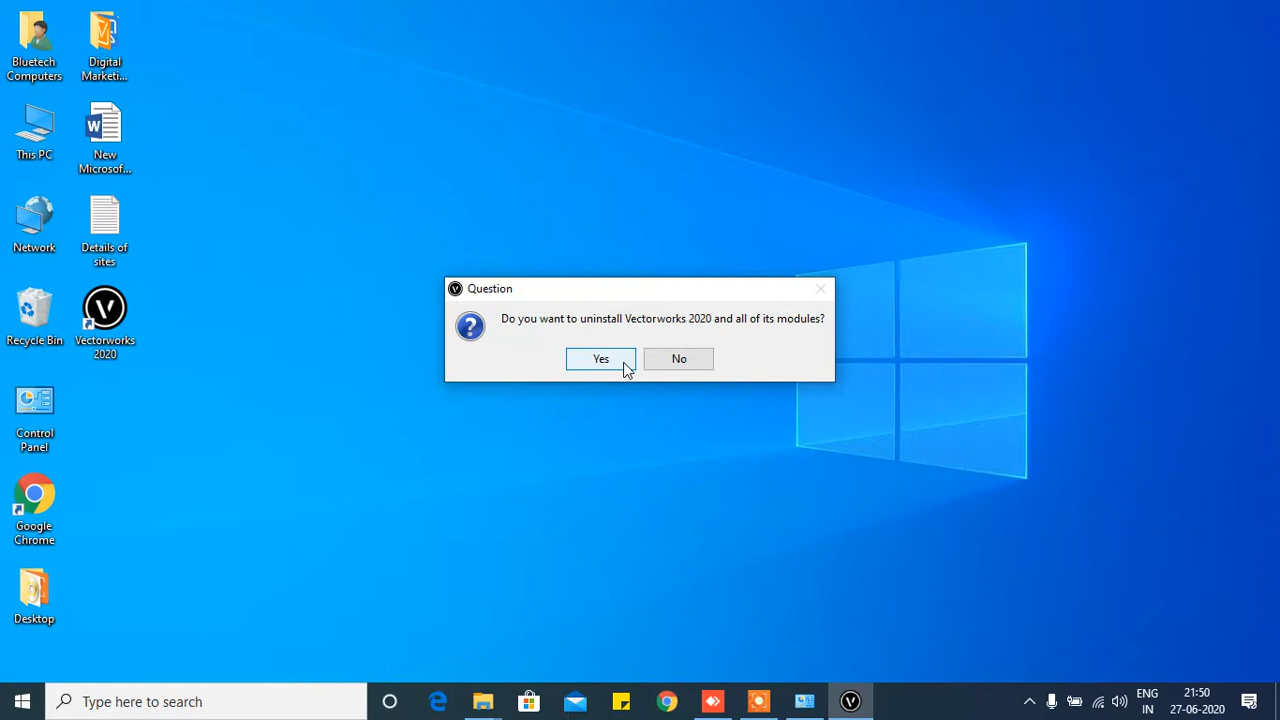 Bluetech
Computers
Digital
Marketi...
This PC
New
Microsof...
Network
Details of
sites
Recycle Bin
Vectorworks
2020
Control
Panel
Google
Chrome
Desktop
Question
Do you want to uninstall Vectorworks 2020 and all of its modules?
Yes
No
Type here to search
ENG
IN
21:50
27-06-2020